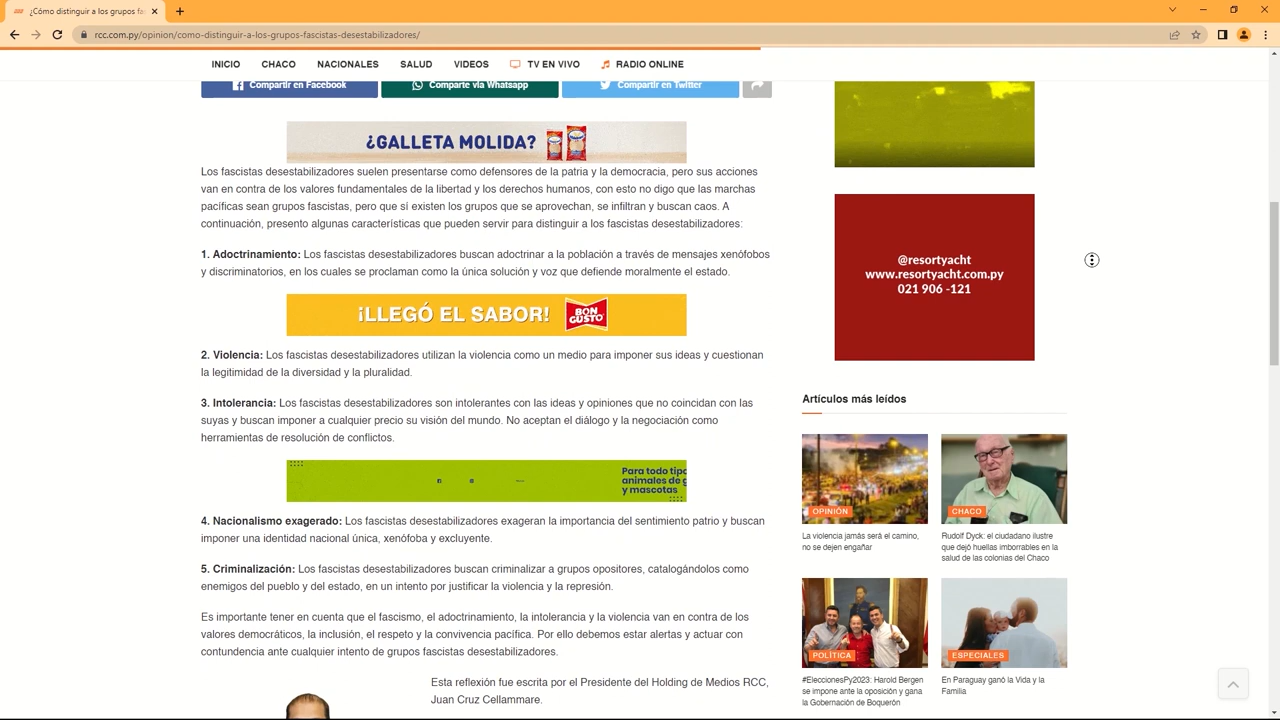 ¿Cómo distinguir a los grupos fa
rcc.com.py/opinion/como-distinguir-a-los-grupos-fascistas-desestabilizadores/
INICIO CHACO NACIONALES SALUD VIDEOS TV EN VIVO RADIO ONLINE
Compartir en Facebook Comparte via Whatsapp Compartir en Twitter
¿GALLETA MOLIDA?
Los fascistas desestabilizadores suelen presentarse como defensores de la patria y la democracia, pero sus acciones
van en contra de los valores fundamentales de la libertad y los derechos humanos, con esto no digo que las marchas
pacíficas sean grupos fascistas, pero que sí existen los grupos que se aprovechan, se infiltran y buscan caos. A
continuación, presento algunas características que pueden servir para distinguir a los fascistas desestabilizadores:
1. Adoctrinamiento: Los fascistas desestabilizadores buscan adoctrinar a la población a través de mensajes xenófobos
y discriminatorios, en los cuales se proclaman como la única solución y voz que defiende moralmente el estado.
¡LLEGÓ EL SABOR! BON GUSTO
2. Violencia: Los fascistas desestabilizadores utilizan la violencia como un medio para imponer sus ideas y cuestionan
la legitimidad de la diversidad y la pluralidad.
3. Intolerancia: Los fascistas desestabilizadores son intolerantes con las ideas y opiniones que no coincidan con las
suyas y buscan imponer a cualquier precio su visión del mundo. No aceptan el diálogo y la negociación como
herramientas de resolución de conflictos.
Para todo tipo
animales de g
y mascotas
4. Nacionalismo exagerado: Los fascistas desestabilizadores exageran la importancia del sentimiento patrio y buscan
imponer una identidad nacional única, xenófoba y excluyente.
5. Criminalización: Los fascistas desestabilizadores buscan criminalizar a grupos opositores, catalogándolos como
enemigos del pueblo y del estado, en un intento por justificar la violencia y la represión.
Es importante tener en cuenta que el fascismo, el adoctrinamiento, la intolerancia y la violencia van en contra de los
valores democráticos, la inclusión, el respeto y la convivencia pacífica. Por ello debemos estar alertas y actuar con
contundencia ante cualquier intento de grupos fascistas desestabilizadores.
Esta reflexión fue escrita por el Presidente del Holding de Medios RCC,
Juan Cruz Cellammare.
@resortyacht
www.resortyacht.com.py
021 906 -121
Artículos más leídos
OPINIÓN
La violencia jamás será el camino,
no se dejen engañar
CHACO
Rudolf Dyck: el ciudadano ilustre
que dejó huellas imborrables en la
salud de las colonias del Chaco
POLÍTICA
#EleccionesPy2023: Harold Bergen
se impone ante la oposición y gana
la Gobernación de Boquerón
ESPECIALES
En Paraguay ganó la Vida y la
Familia